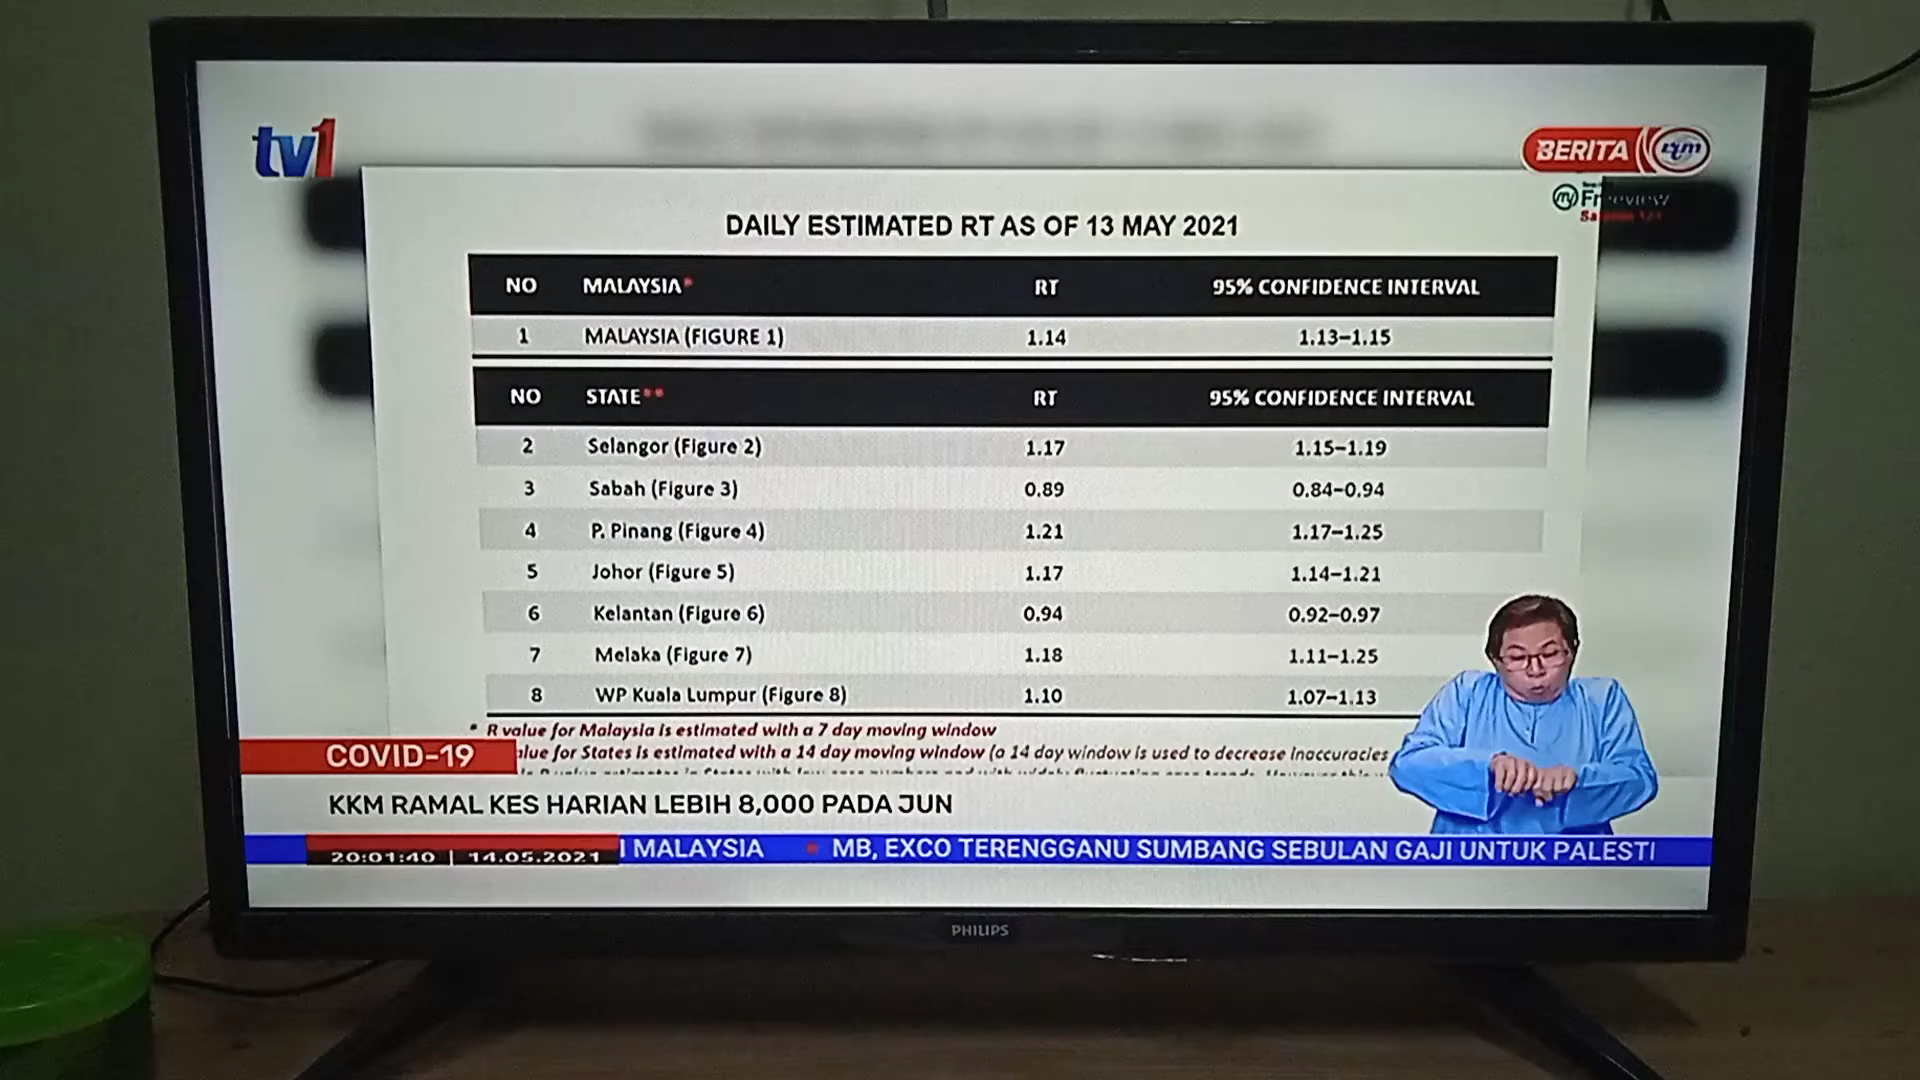 tv1
BERITA rtm
Freeview
DAILY ESTIMATED RT AS OF 13 MAY 2021
NO MALAYSIA* RT 95% CONFIDENCE INTERVAL
1 MALAYSIA (FIGURE 1) 1.14 1.13–1.15
NO STATE** RT 95% CONFIDENCE INTERVAL
2 Selangor (Figure 2) 1.17 1.15–1.19
3 Sabah (Figure 3) 0.89 0.84–0.94
4 P. Pinang (Figure 4) 1.21 1.17–1.25
5 Johor (Figure 5) 1.17 1.14–1.21
6 Kelantan (Figure 6) 0.94 0.92–0.97
7 Melaka (Figure 7) 1.18 1.11–1.25
8 WP Kuala Lumpur (Figure 8) 1.10 1.07–1.13
* R value for Malaysia is estimated with a 7 day moving window
alue for States is estimated with a 14 day moving window (a 14 day window is used to decrease inaccuracies
COVID-19
KKM RAMAL KES HARIAN LEBIH 8,000 PADA JUN
20:01:40 | 14.05.2021 I MALAYSIA • MB, EXCO TERENGGANU SUMBANG SEBULAN GAJI UNTUK PALESTI
PHILIPS